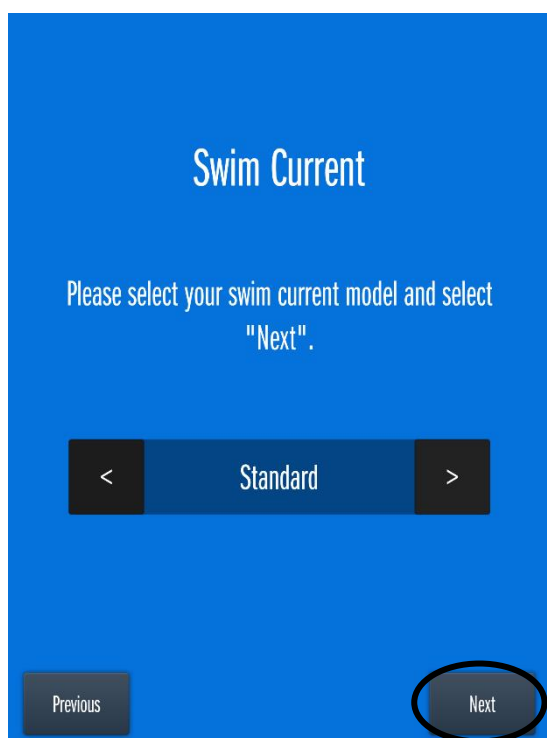 Swim Current
Please select your swim current model and select
"Next".
< Standard >
Previous Next